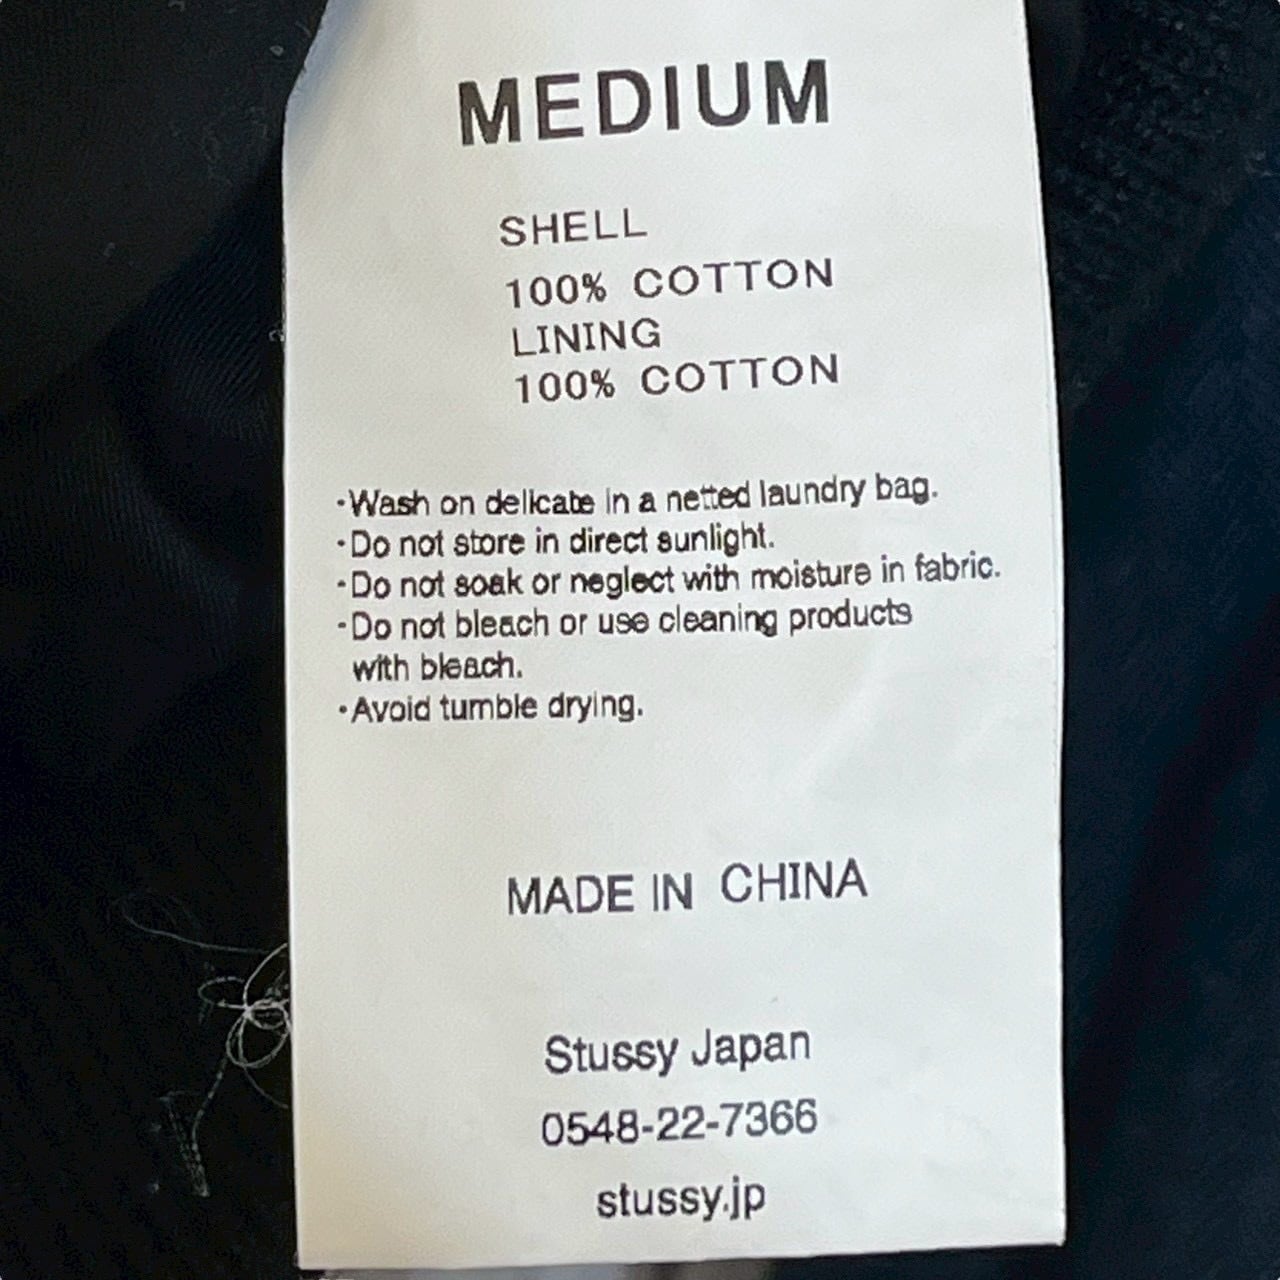 MEDIUM
SHELL
100% COTTON
LINING
100% COTTON
·Wash on delicate in a netted laundry bag.
·Do not store in direct sunlight.
·Do not soak or neglect with moisture in fabric.
·Do not bleach or use cleaning products
with bleach.
·Avoid tumble drying.
MADE IN CHINA
Stussy Japan
0548-22-7366
stussy.jp